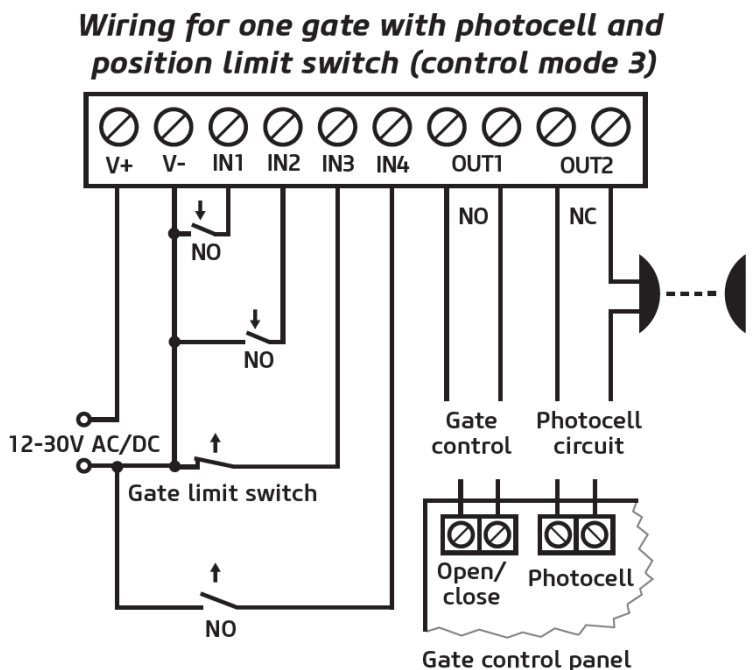 Wiring for one gate with photocell and
position limit switch (control mode 3)
V+ V- IN1 IN2 IN3 IN4 OUT1 OUT2
NO
NO
NC
NO
12-30V AC/DC
Gate limit switch
NO
Gate
control
Photocell
circuit
Open/
close
Photocell
Gate control panel